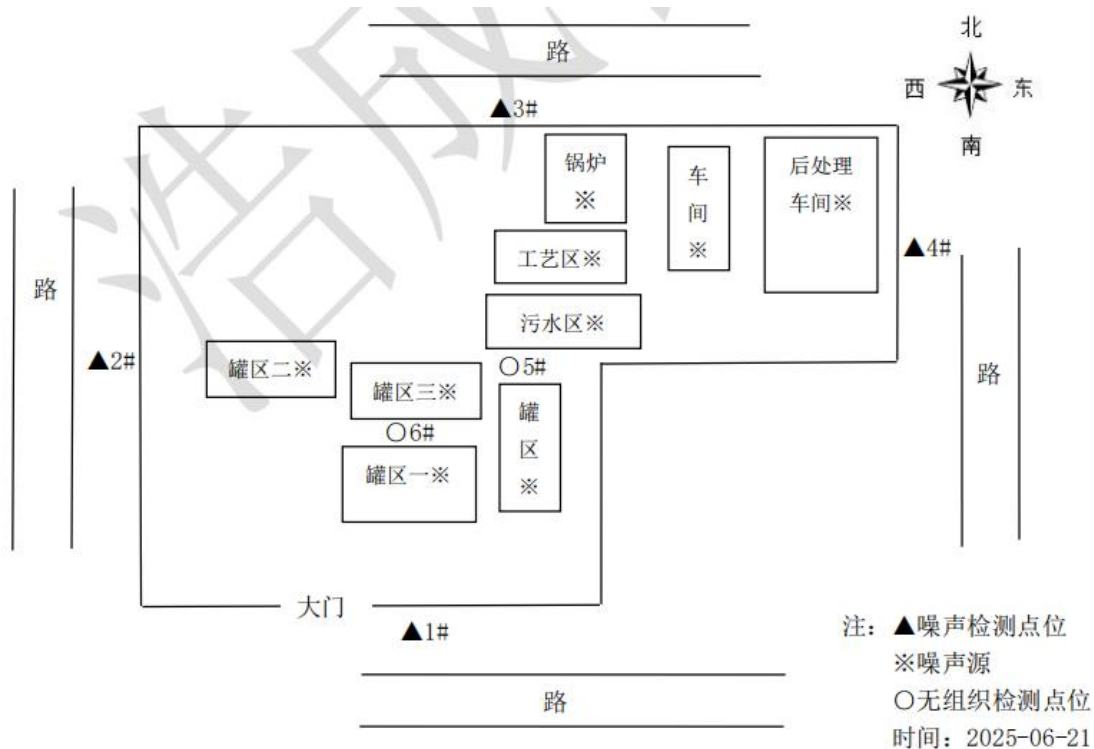 北
路
西 东
▲3#
南
锅炉
※
车
间
※
后处理
车间※
工艺区※
▲4#
路
污水区※
▲2#
罐区二※
○5#
罐区三※
路
罐
区
※
○6#
罐区一※
大门
▲1#
注：▲噪声检测点位
※噪声源
○无组织检测点位
路
时间：2025-06-21
浩成